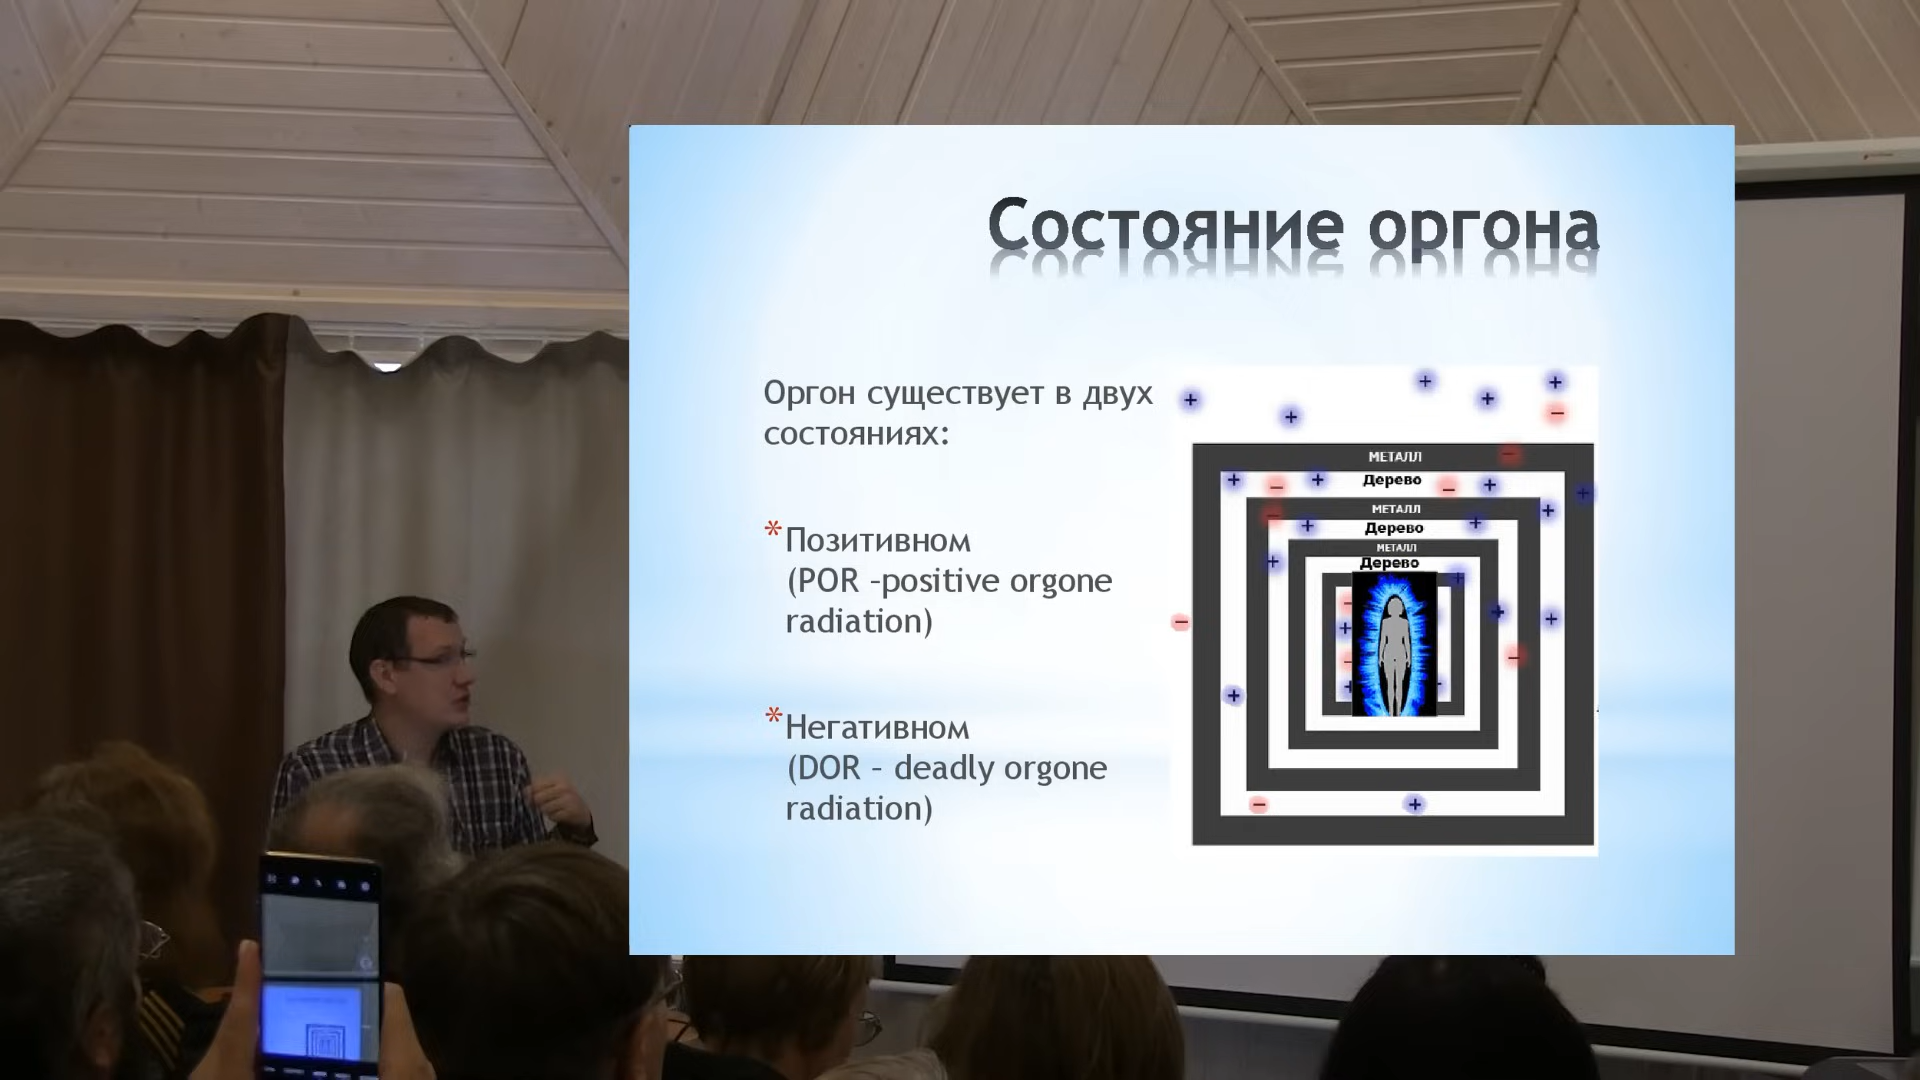 Состояние оргона
Оргон существует в двух
состояниях:
*Позитивном
(POR -positive orgone
radiation)
*Негативном
(DOR - deadly orgone
radiation)
МЕТАЛЛ
Дерево
МЕТАЛЛ
Дерево
МЕТАЛЛ
Дерево